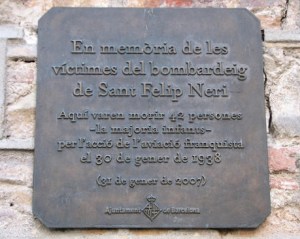 En memòria de les
víctimes del bombardeig
de Sant Felip Neri
Aquí varen morir 42 persones
-la majoria infants-
per l'acció de l'aviació franquista
el 30 de gener de 1938
(31 de gener de 2007)
Ajuntament de Barcelona